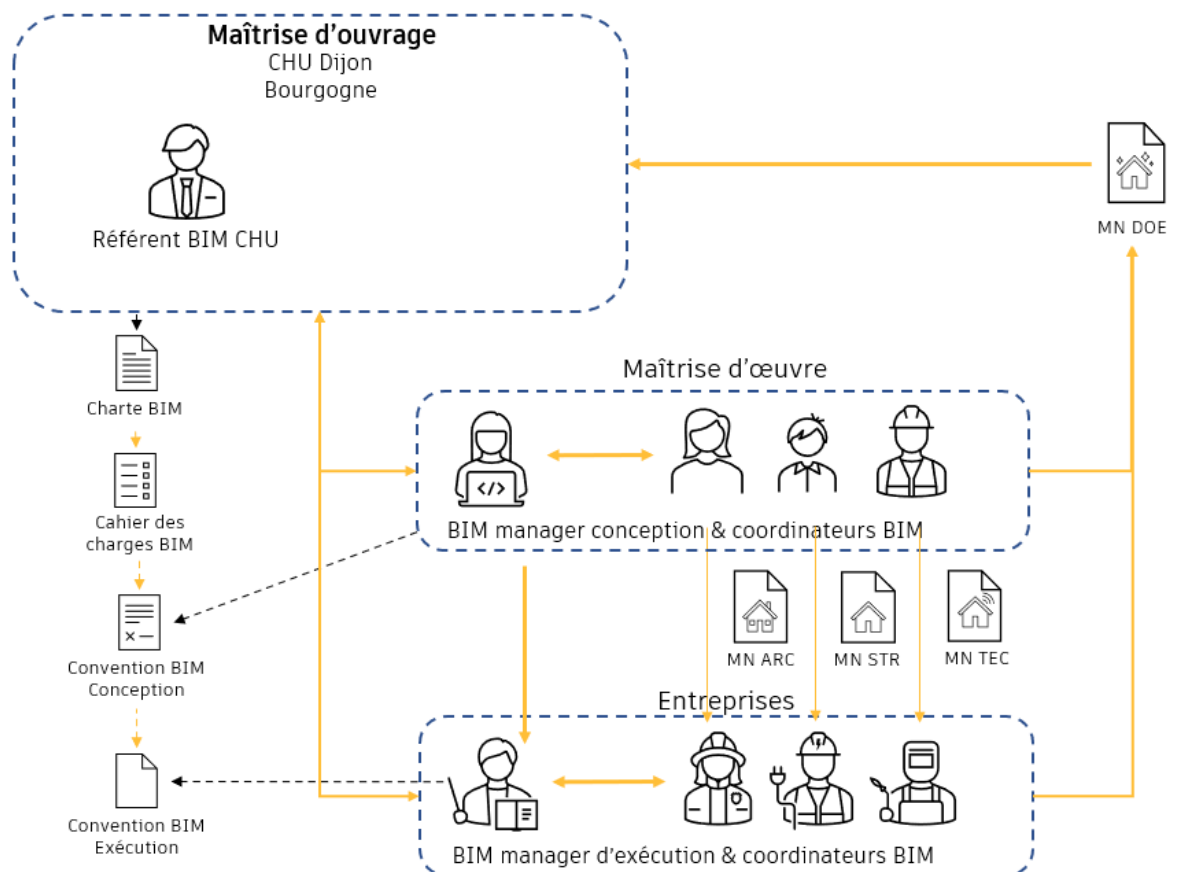 Maîtrise d'ouvrage
CHU Dijon
Bourgogne
Référent BIM CHU
MN DOE
Charte BIM
Cahier des
charges BIM
Convention BIM
Conception
Convention BIM
Exécution
Maîtrise d'œuvre
</>
BIM manager conception & coordinateurs BIM
MN ARC
MN STR
MN TEC
Entreprises
BIM manager d'exécution & coordinateurs BIM